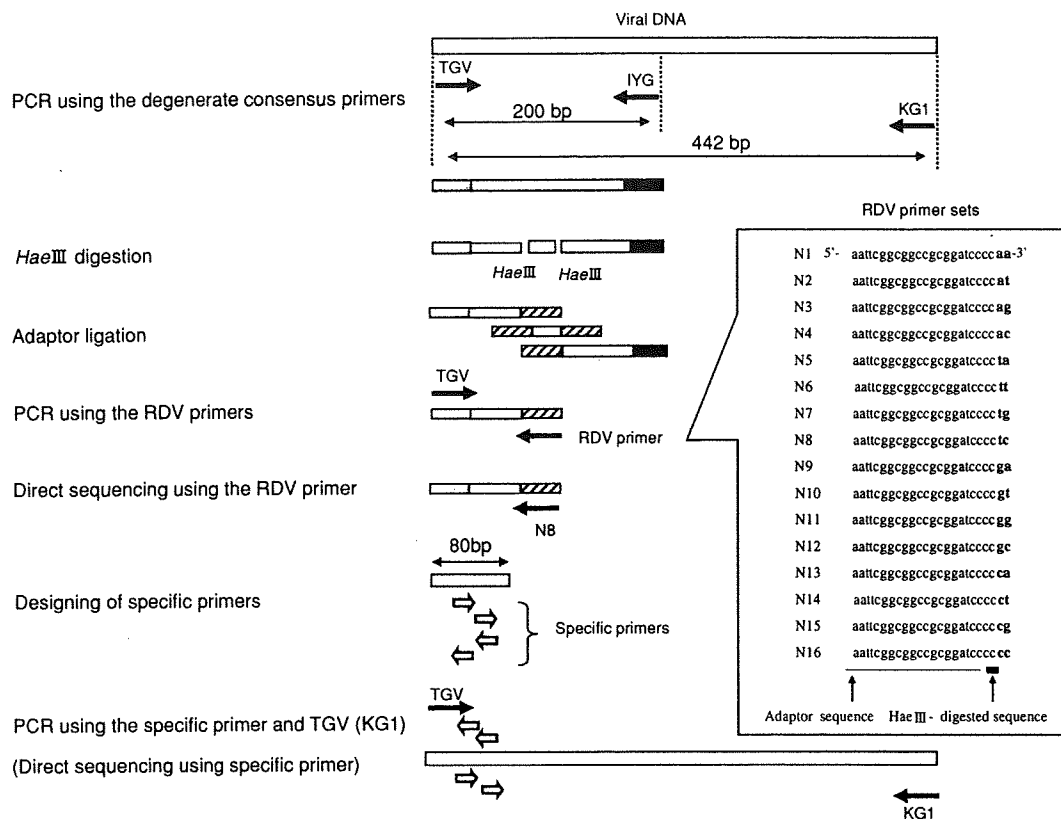 Viral DNA
TGV
IYG
PCR using the degenerate consensus primers
200 bp
KG1
442 bp
RDV primer sets
HaeⅢ digestion
HaeⅢ HaeⅢ
Adaptor ligation
TGV
PCR using the RDV primers
RDV primer
Direct sequencing using the RDV primer
N8
80bp
Designing of specific primers
Specific primers
TGV
PCR using the specific primer and TGV (KG1)
(Direct sequencing using specific primer)
KG1
N1 5'- aattcggcggccgcggatccccaa-3'
N2 aattcggcggccgcggatccccat
N3 aattcggcggccgcggatccccag
N4 aattcggcggccgcggatccccac
N5 aattcggcggccgcggatccccta
N6 aattcggcggccgcggatcccctt
N7 aattcggcggccgcggatcccctg
N8 aattcggcggccgcggatcccctc
N9 aattcggcggccgcggatccccga
N10 aattcggcggccgcggatccccgt
N11 aattcggcggccgcggatccccgg
N12 aattcggcggccgcggatccccgc
N13 aattcggcggccgcggatccccca
N14 aattcggcggccgcggatccccct
N15 aattcggcggccgcggatcccccg
N16 aattcggcggccgcggatcccccc
Adaptor sequence HaeⅢ- digested sequence